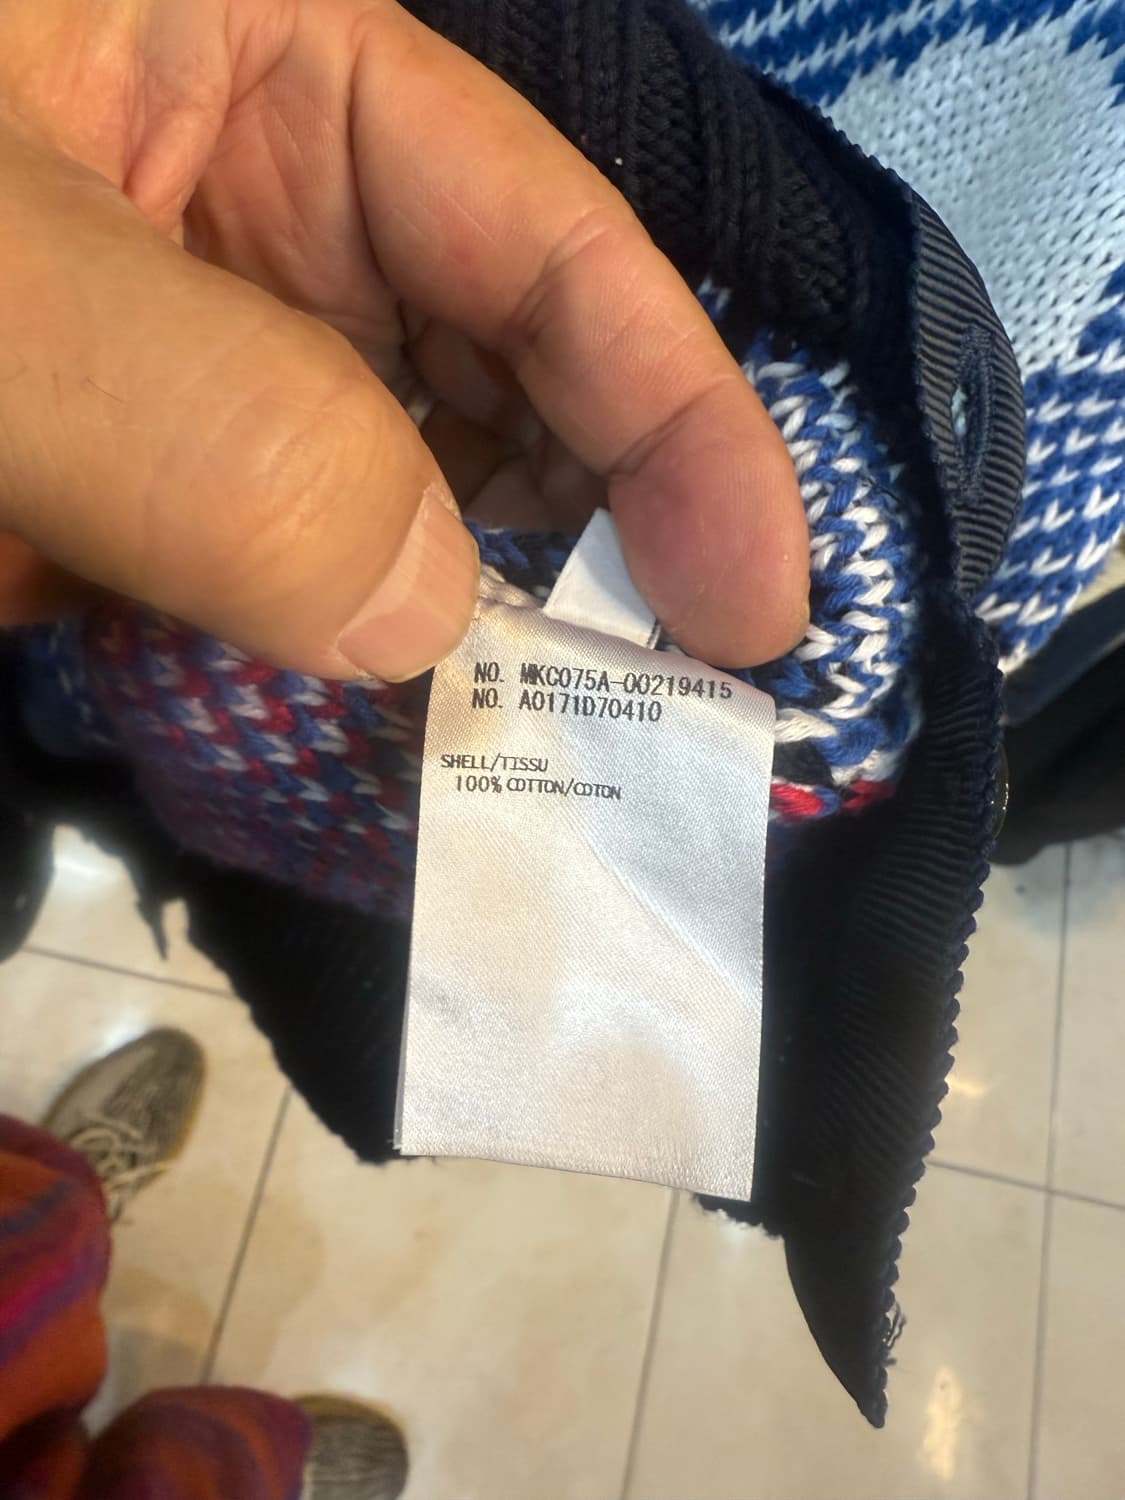 NO. MKC075A-00219415
NO. A0171D70410
SHELL/TISSU
100% COTTON/COTON